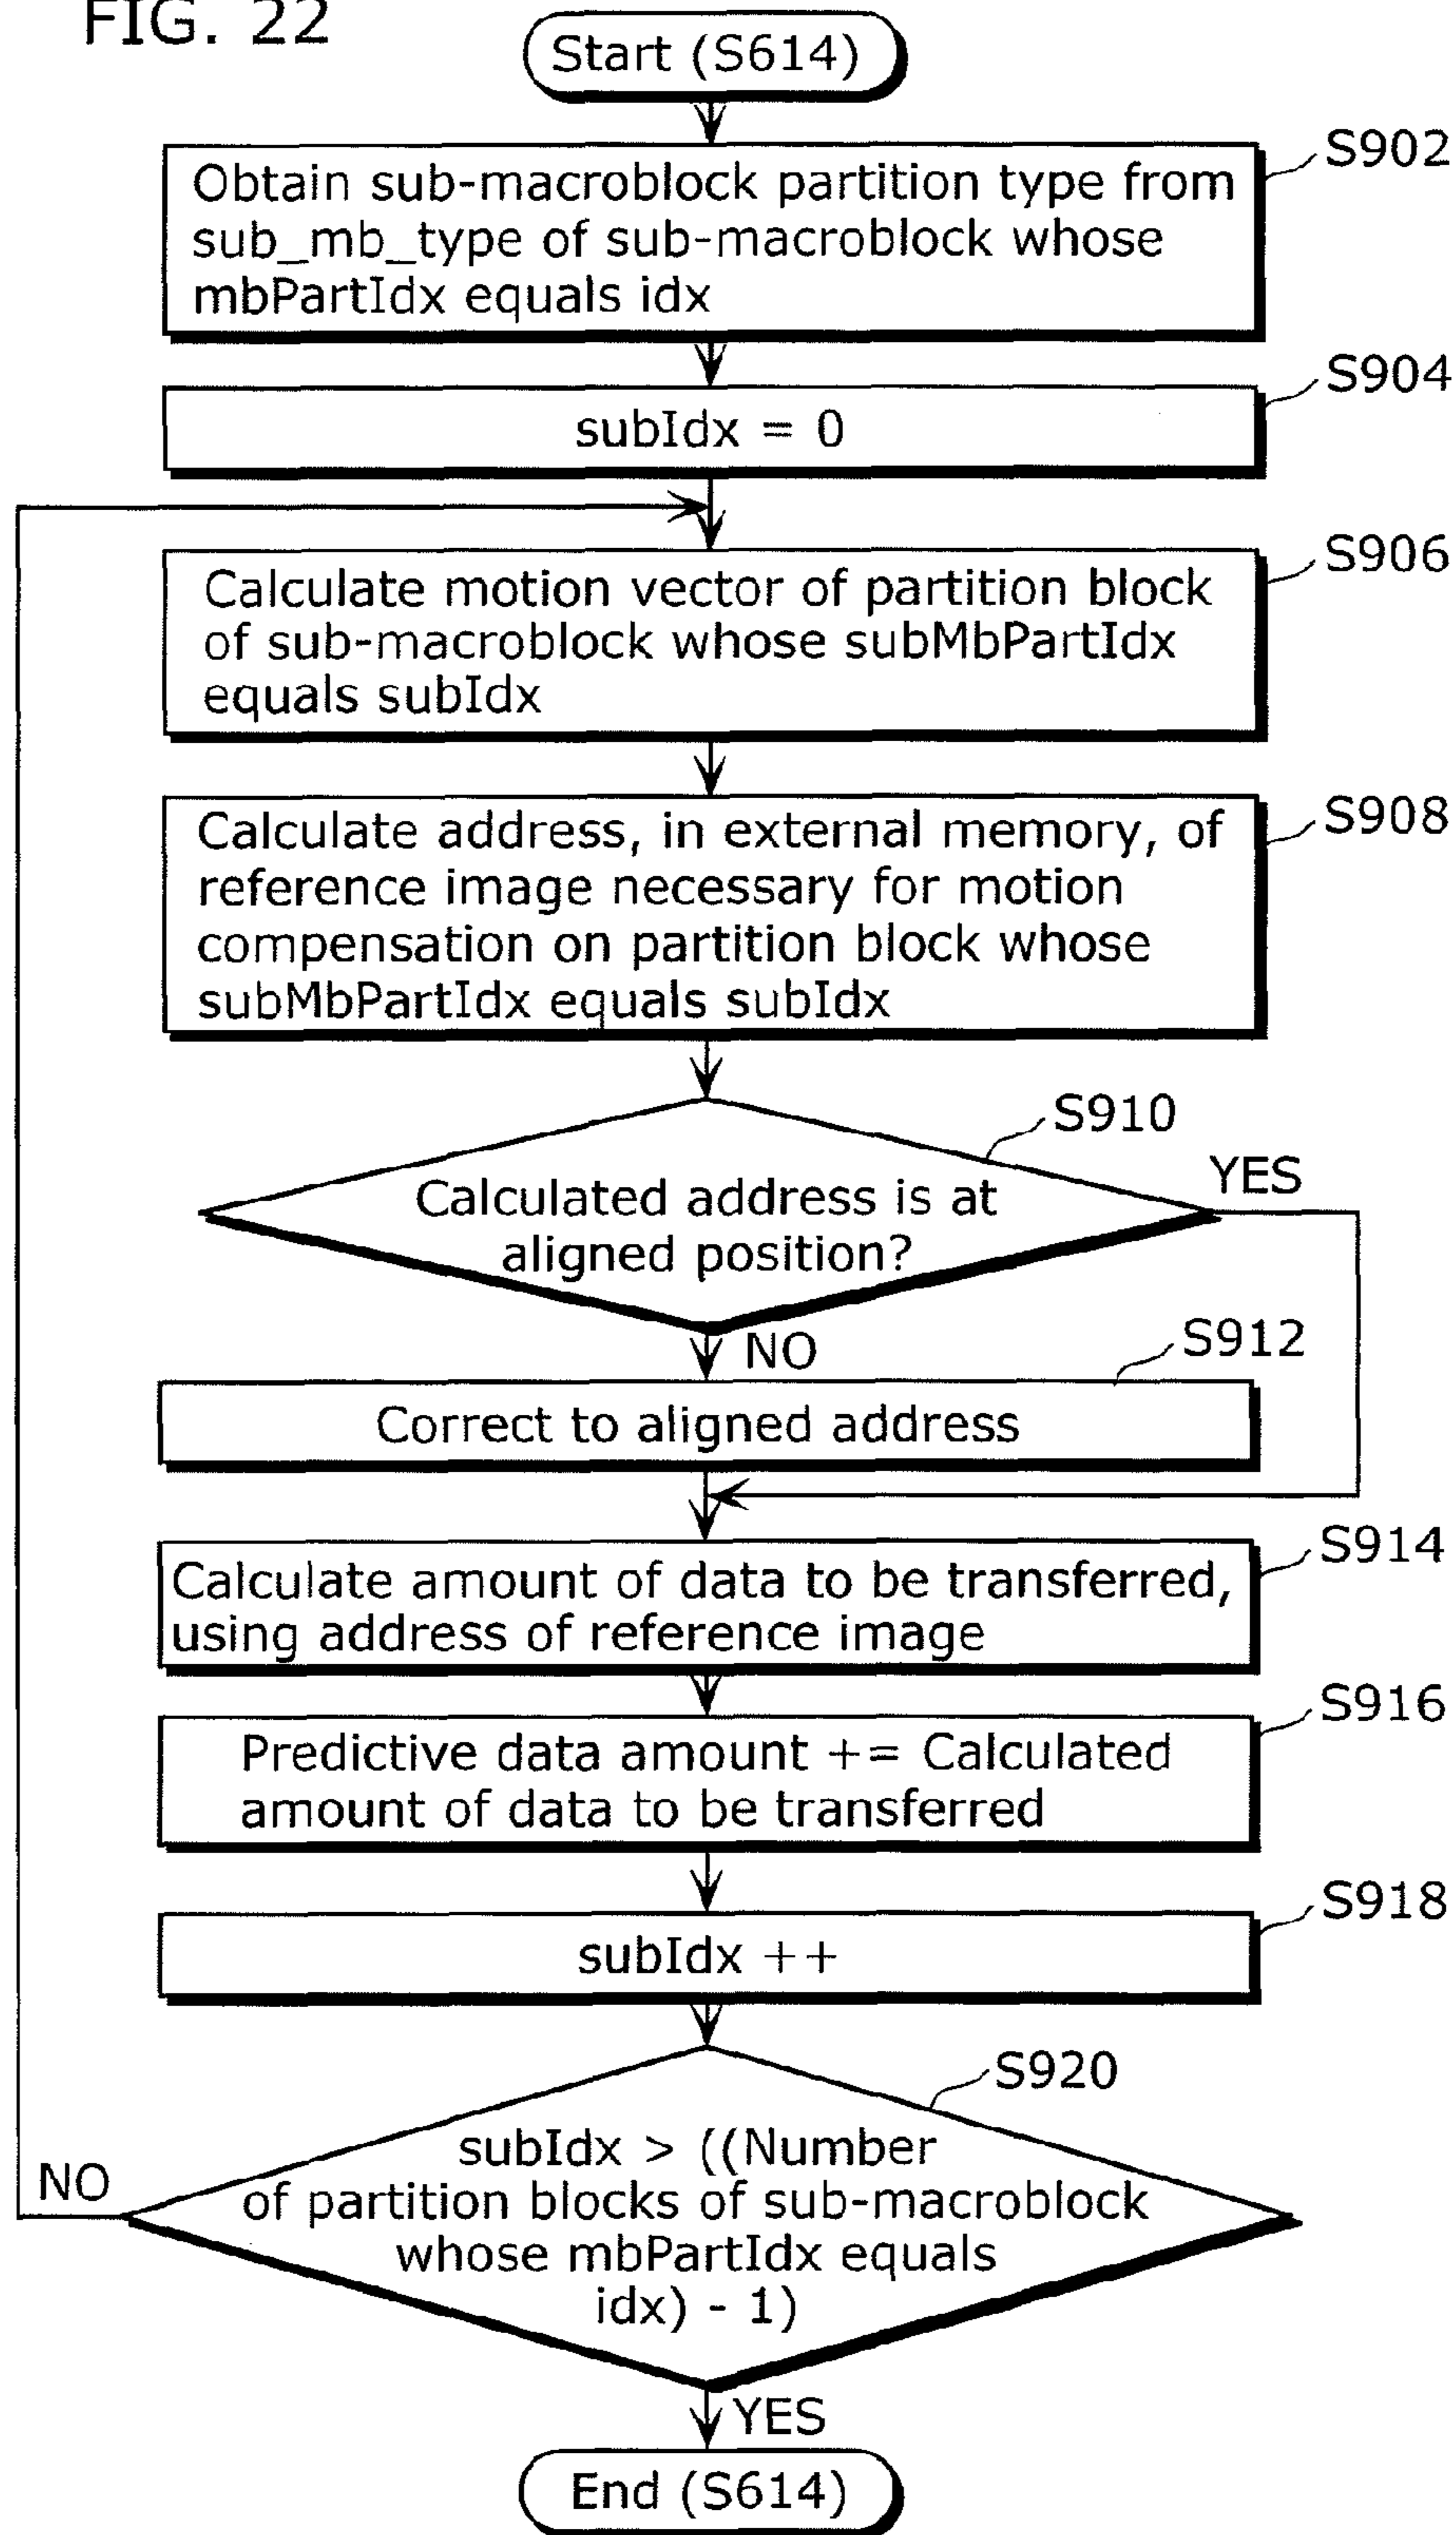 FIG. 22
Start (S614)
S902
Obtain sub-macroblock partition type from
sub_mb_type of sub-macroblock whose
mbPartIdx equals idx
S904
subIdx = 0
S906
Calculate motion vector of partition block
of sub-macroblock whose subMbPartIdx
equals subIdx
S908
Calculate address, in external memory, of
reference image necessary for motion
compensation on partition block whose
subMbPartIdx equals subIdx
S910
Calculated address is at
aligned position?
YES
NO
S912
Correct to aligned address
S914
Calculate amount of data to be transferred,
using address of reference image
S916
Predictive data amount += Calculated
amount of data to be transferred
S918
subIdx ++
S920
subIdx > ((Number
of partition blocks of sub-macroblock
whose mbPartIdx equals
idx) - 1)
NO
YES
End (S614)